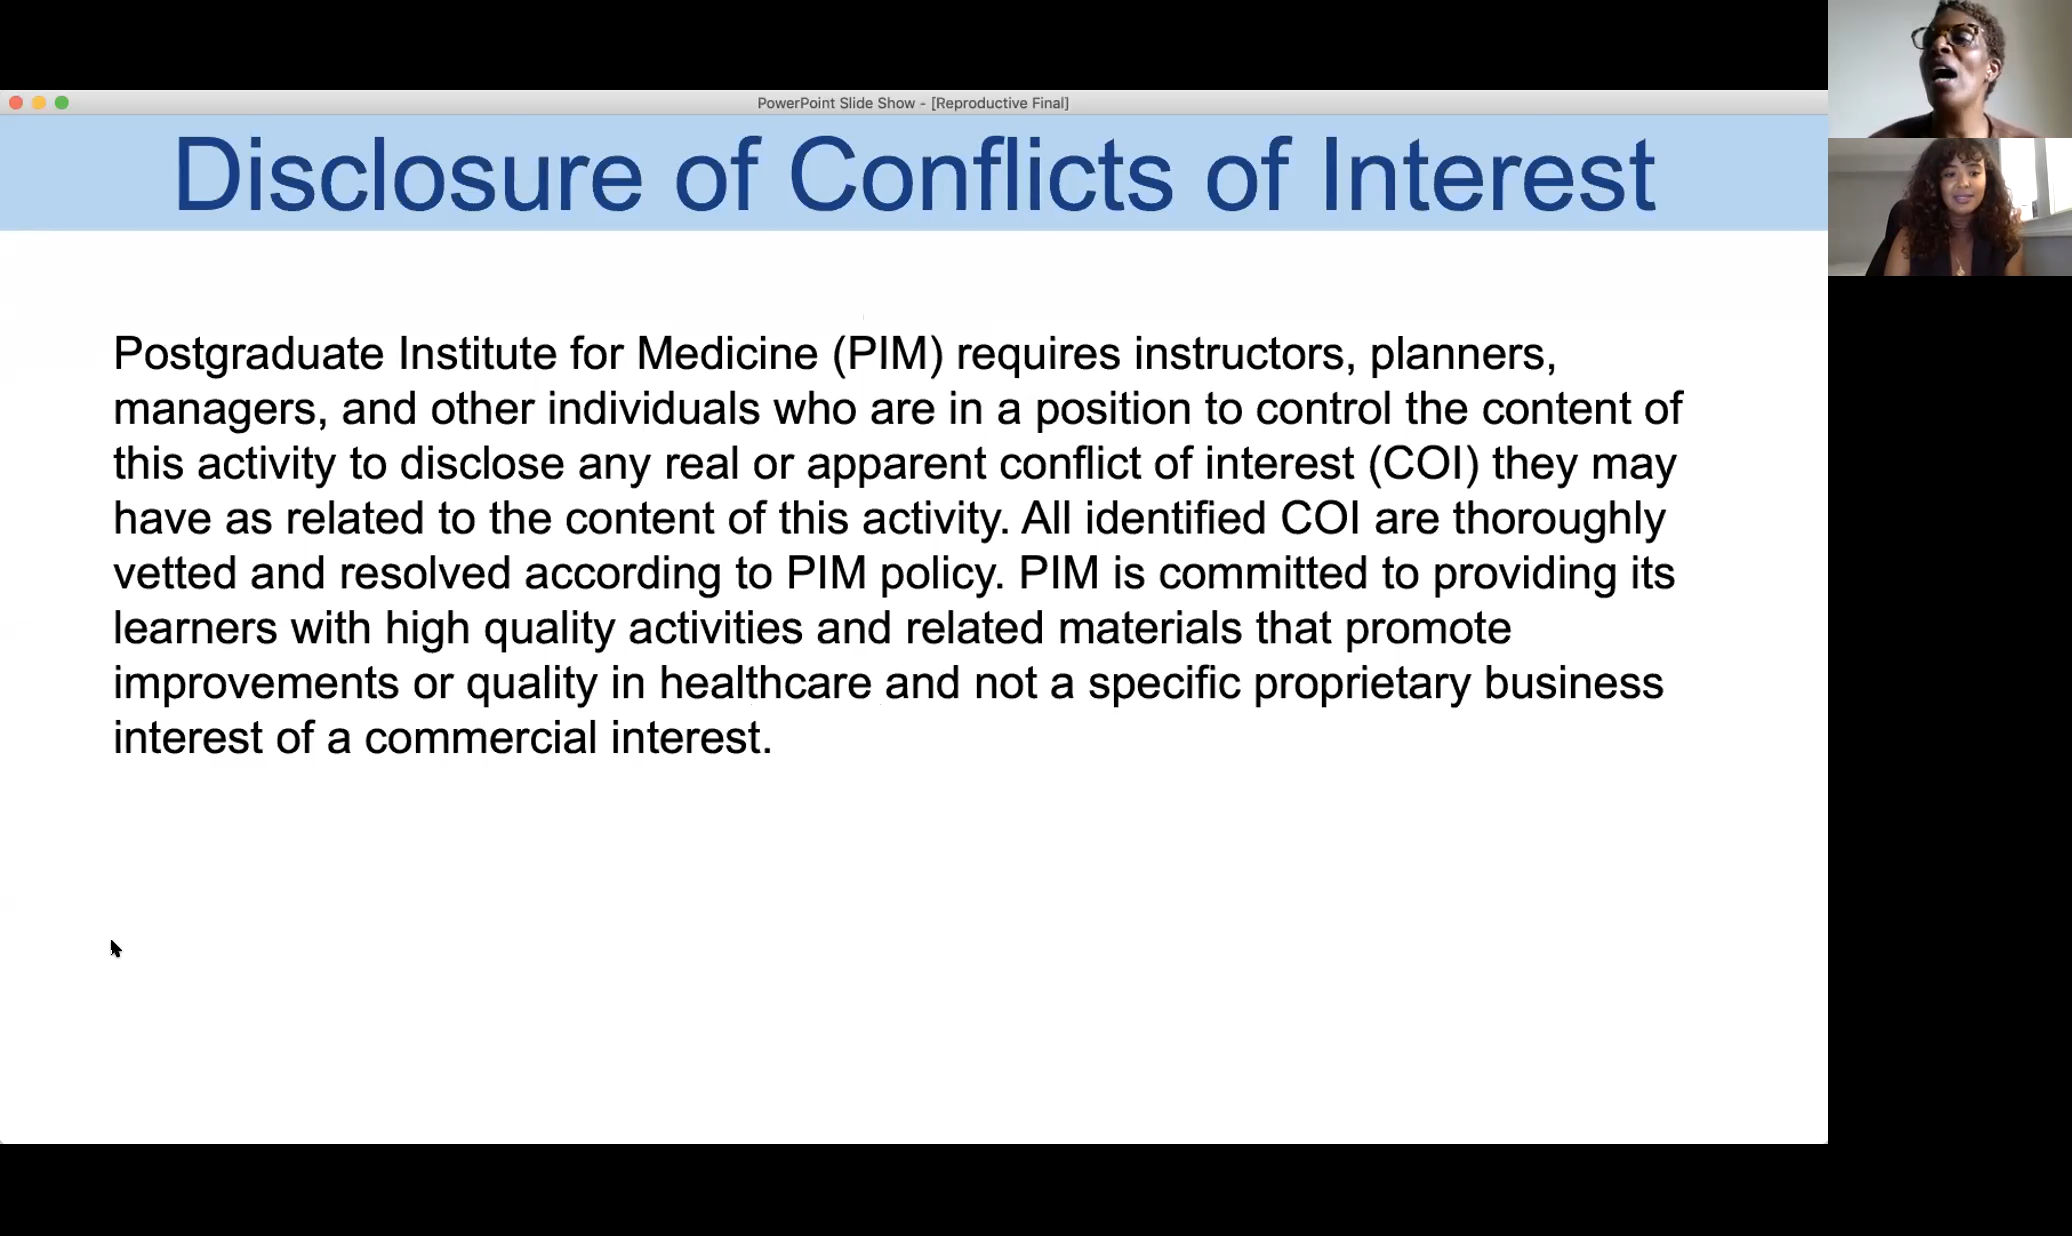 PowerPoint Slide Show - [Reproductive Final]
Disclosure of Conflicts of Interest
Postgraduate Institute for Medicine (PIM) requires instructors, planners,
managers, and other individuals who are in a position to control the content of
this activity to disclose any real or apparent conflict of interest (COI) they may
have as related to the content of this activity. All identified COI are thoroughly
vetted and resolved according to PIM policy. PIM is committed to providing its
learners with high quality activities and related materials that promote
improvements or quality in healthcare and not a specific proprietary business
interest of a commercial interest.